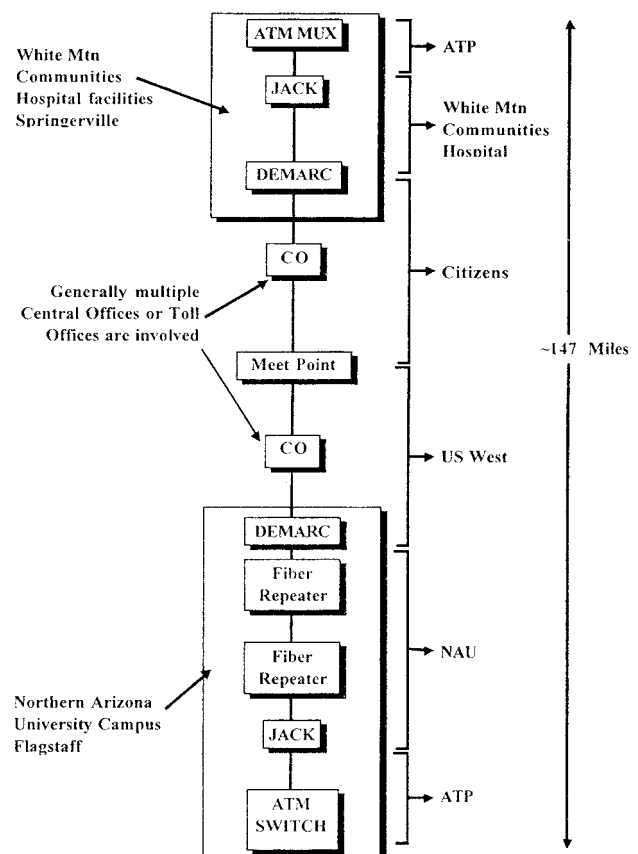 ATM MUX
ATP
White Mtn
Communities
Hospital facilities
Springerville
JACK
White Mtn
Communities
Hospital
DEMARC
CO
Citizens
Generally multiple
Central Offices or Toll
Offices are involved
~147 Miles
Meet Point
CO
US West
DEMARC
Fiber
Repeater
Fiber
Repeater
NAU
Northern Arizona
University Campus
Flagstaff
JACK
ATM
SWITCH
ATP